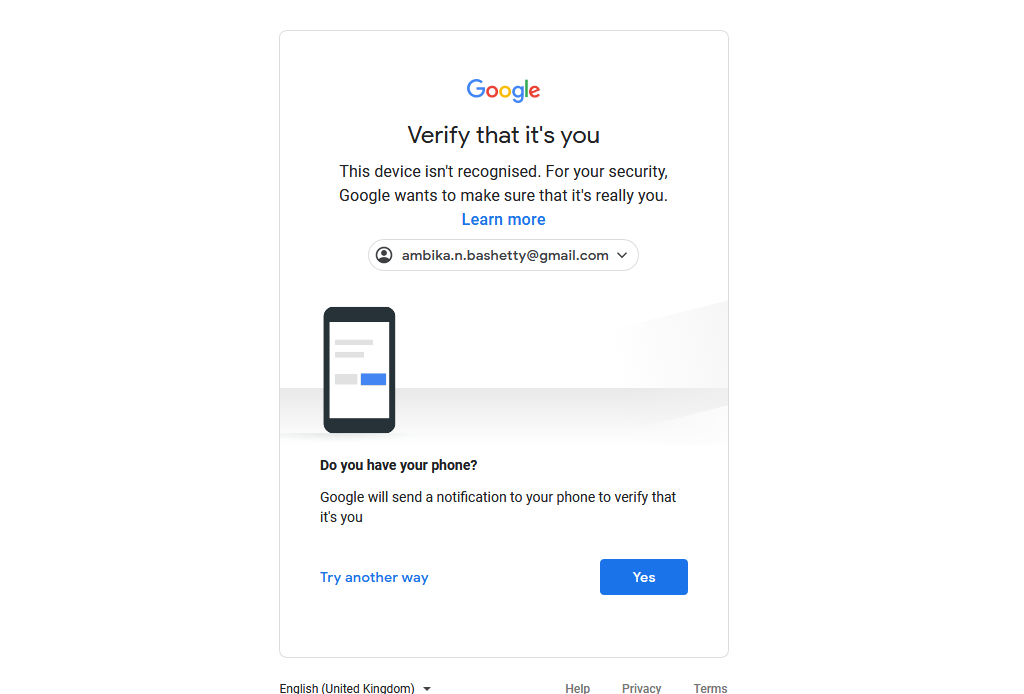 Google
Verify that it's you
This device isn't recognised. For your security,
Google wants to make sure that it's really you.
Learn more
ambika.n.bashetty@gmail.com
Do you have your phone?
Google will send a notification to your phone to verify that
it's you
Try another way
Yes
English (United Kingdom)
Help
Privacy
Terms